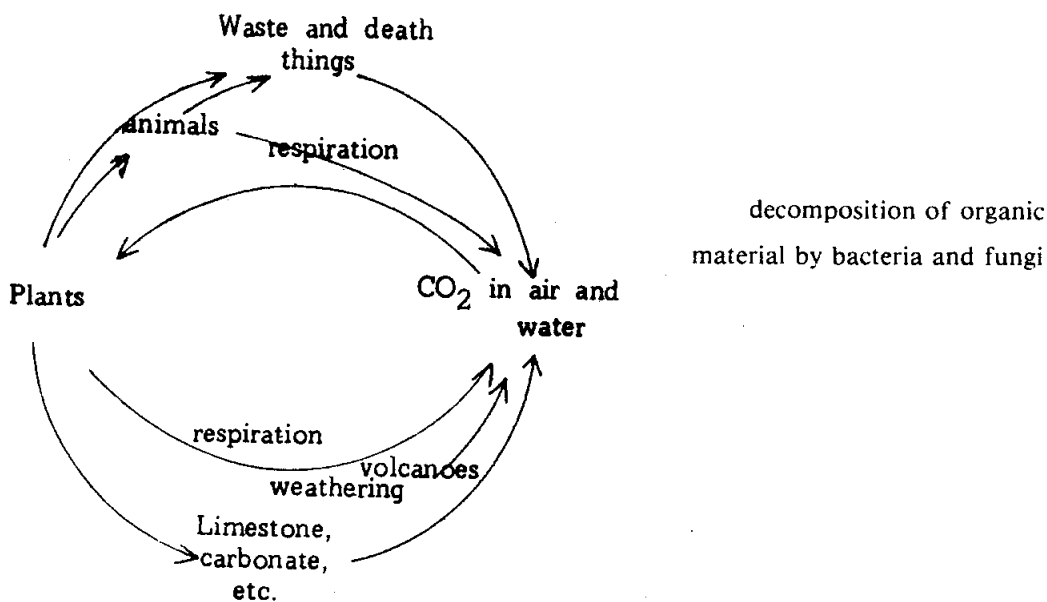 Waste and death
things
animals
respiration
decomposition of organic
material by bacteria and fungi
Plants
CO₂ in air and
water
respiration
volcanoes
weathering
Limestone,
carbonate,
etc.